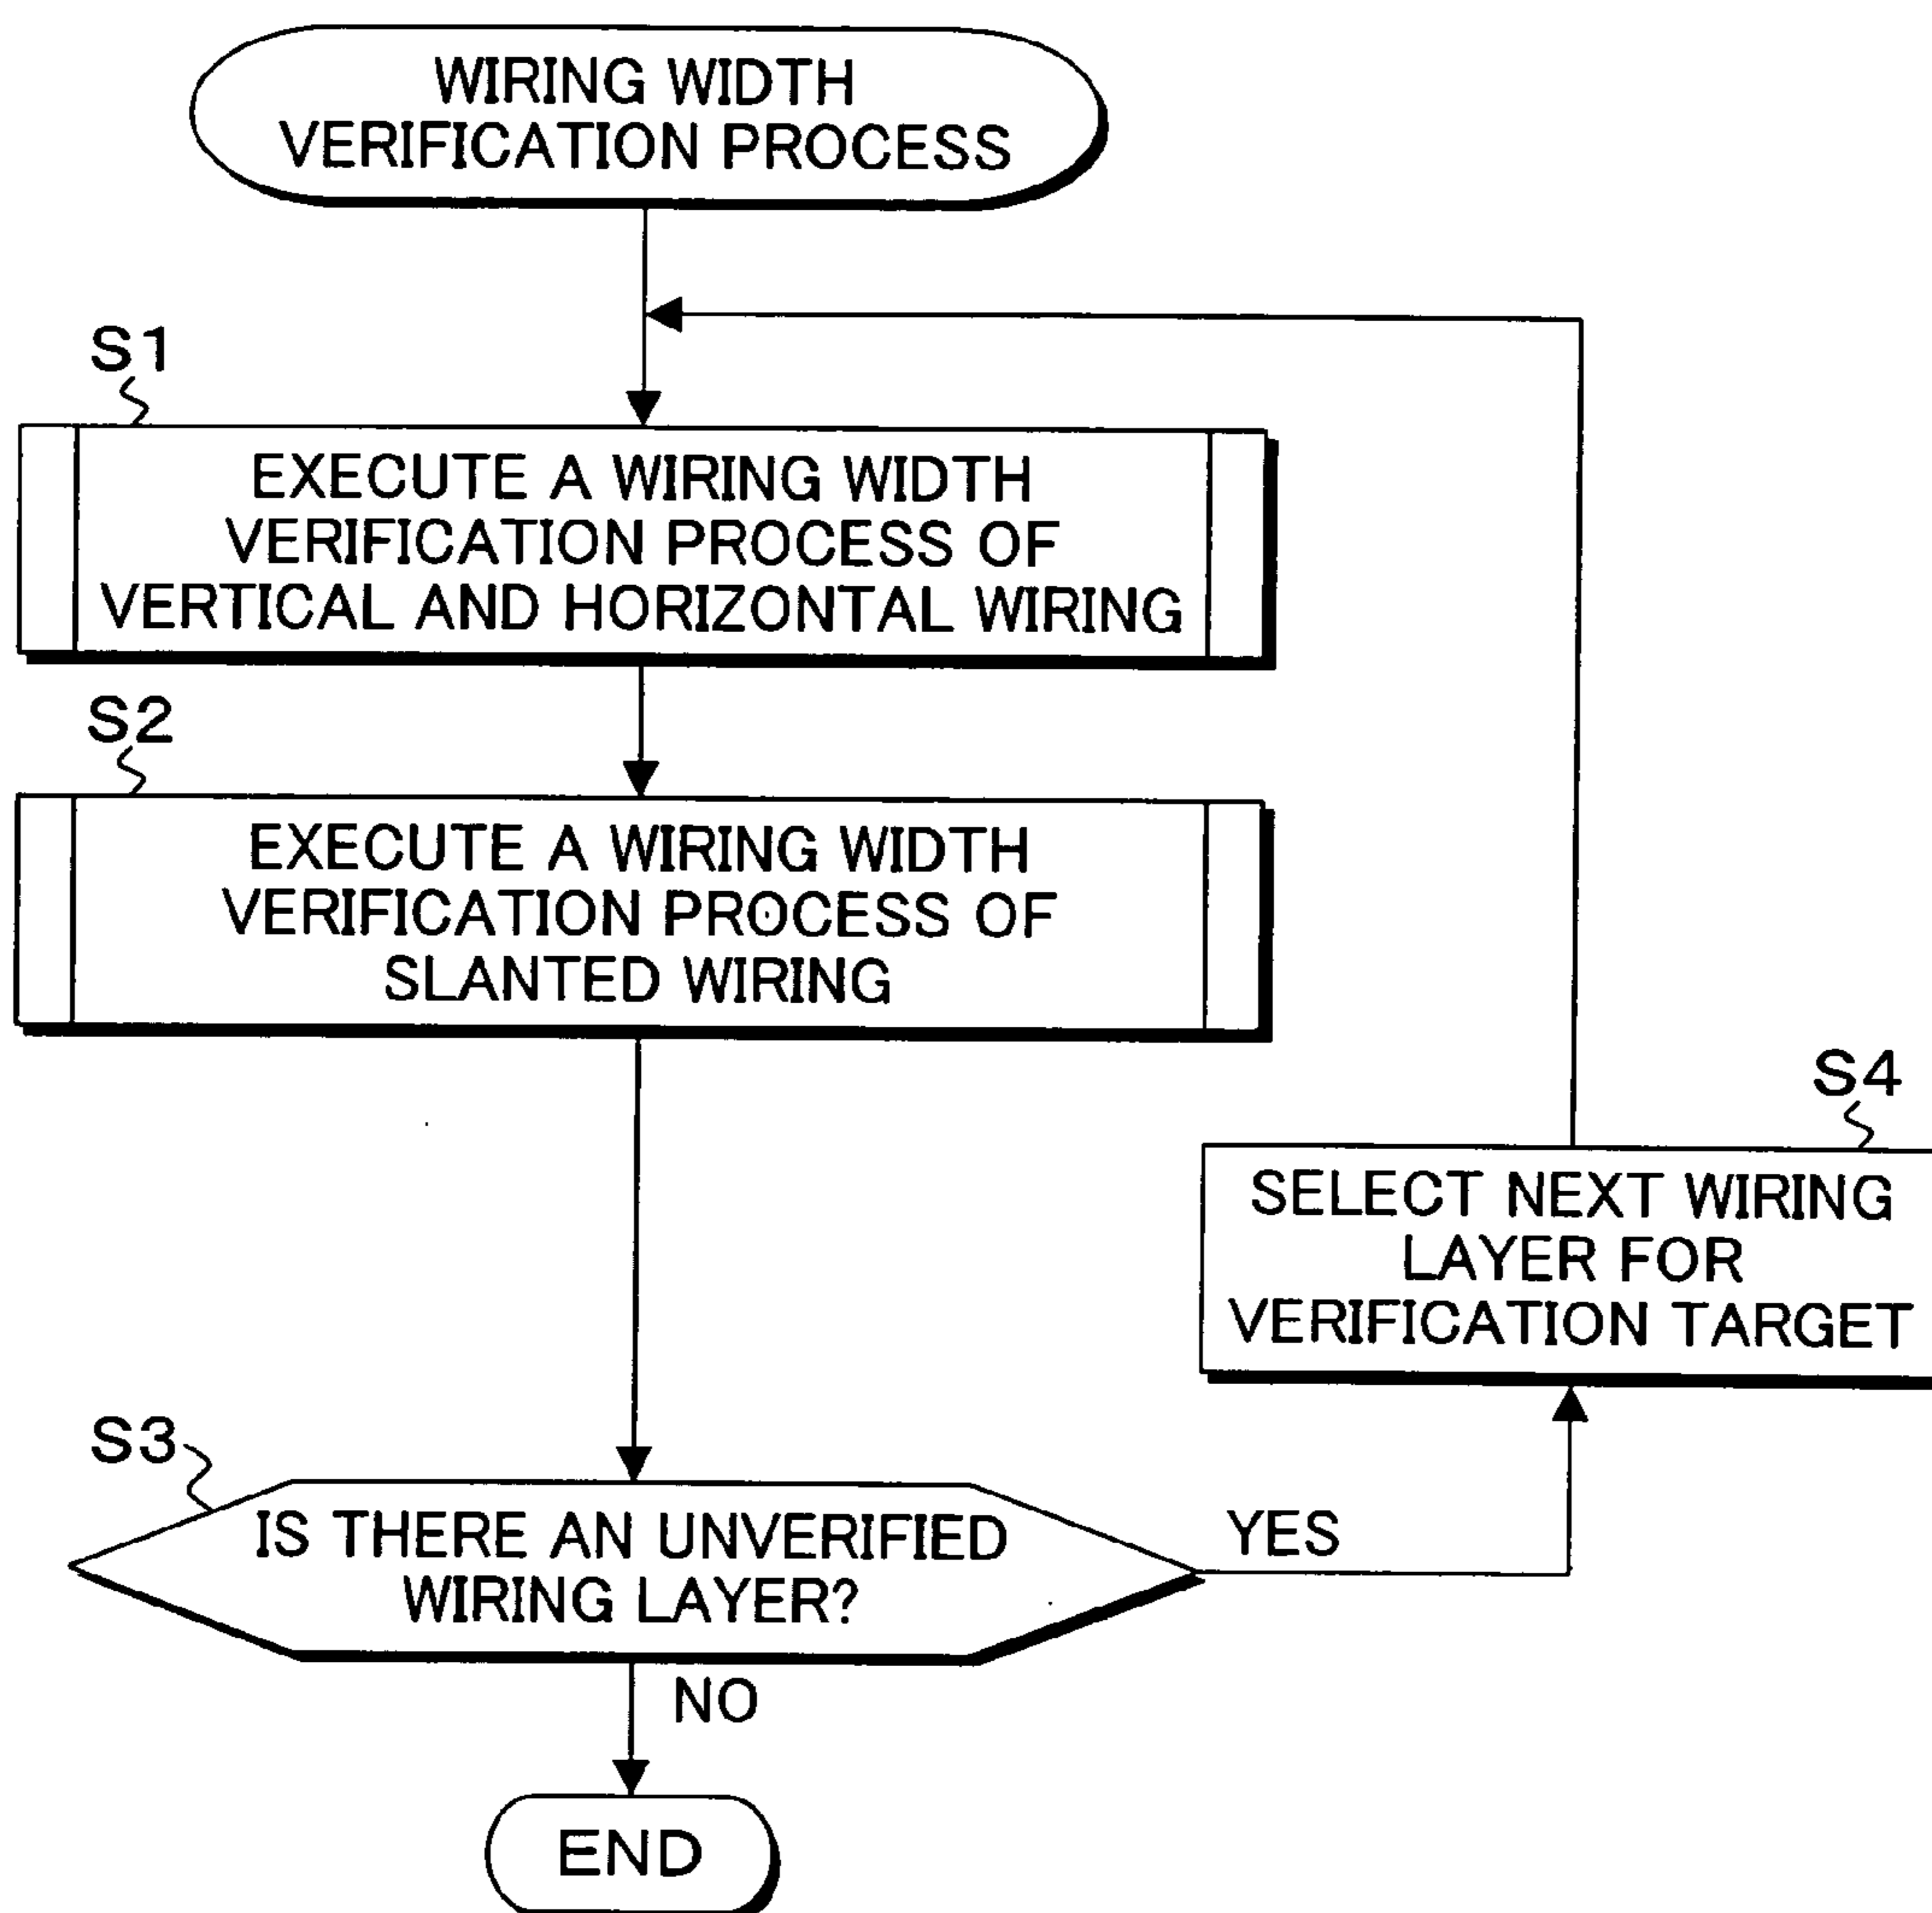 WIRING WIDTH
VERIFICATION PROCESS
S1
EXECUTE A WIRING WIDTH
VERIFICATION PROCESS OF
VERTICAL AND HORIZONTAL WIRING
S2
EXECUTE A WIRING WIDTH
VERIFICATION PROCESS OF
SLANTED WIRING
S4
SELECT NEXT WIRING
LAYER FOR
VERIFICATION TARGET
S3
IS THERE AN UNVERIFIED
WIRING LAYER?
YES
NO
END